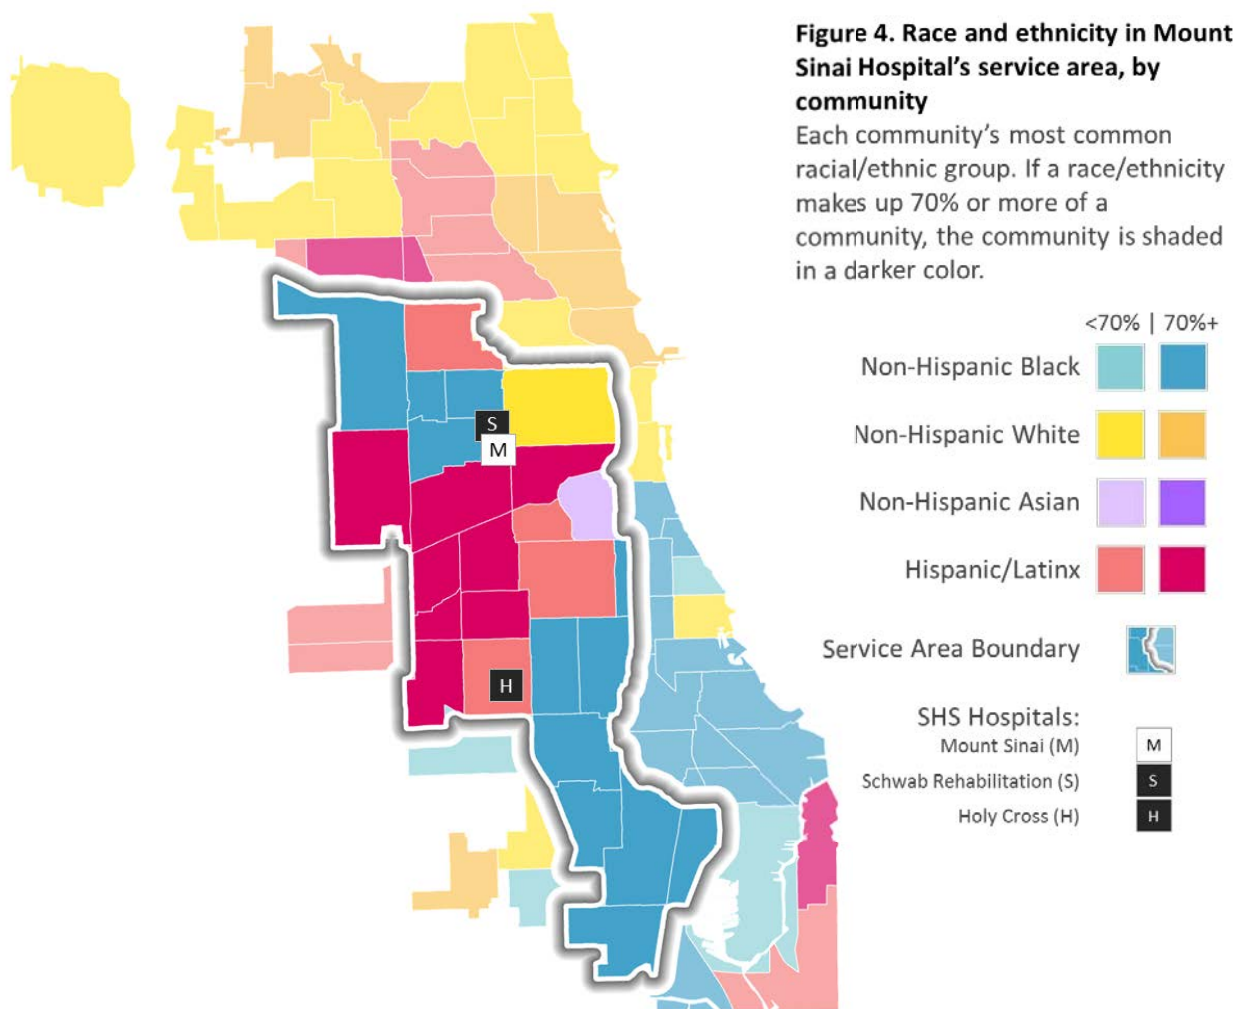 Figure 4. Race and ethnicity in Mount
Sinai Hospital's service area, by
community
Each community's most common
racial/ethnic group. If a race/ethnicity
makes up 70% or more of a
community, the community is shaded
in a darker color.
<70% | 70%+
Non-Hispanic Black
Non-Hispanic White
Non-Hispanic Asian
Hispanic/Latinx
Service Area Boundary
SHS Hospitals:
Mount Sinai (M)
M
Schwab Rehabilitation (S)
S
Holy Cross (H)
H
S
M
H